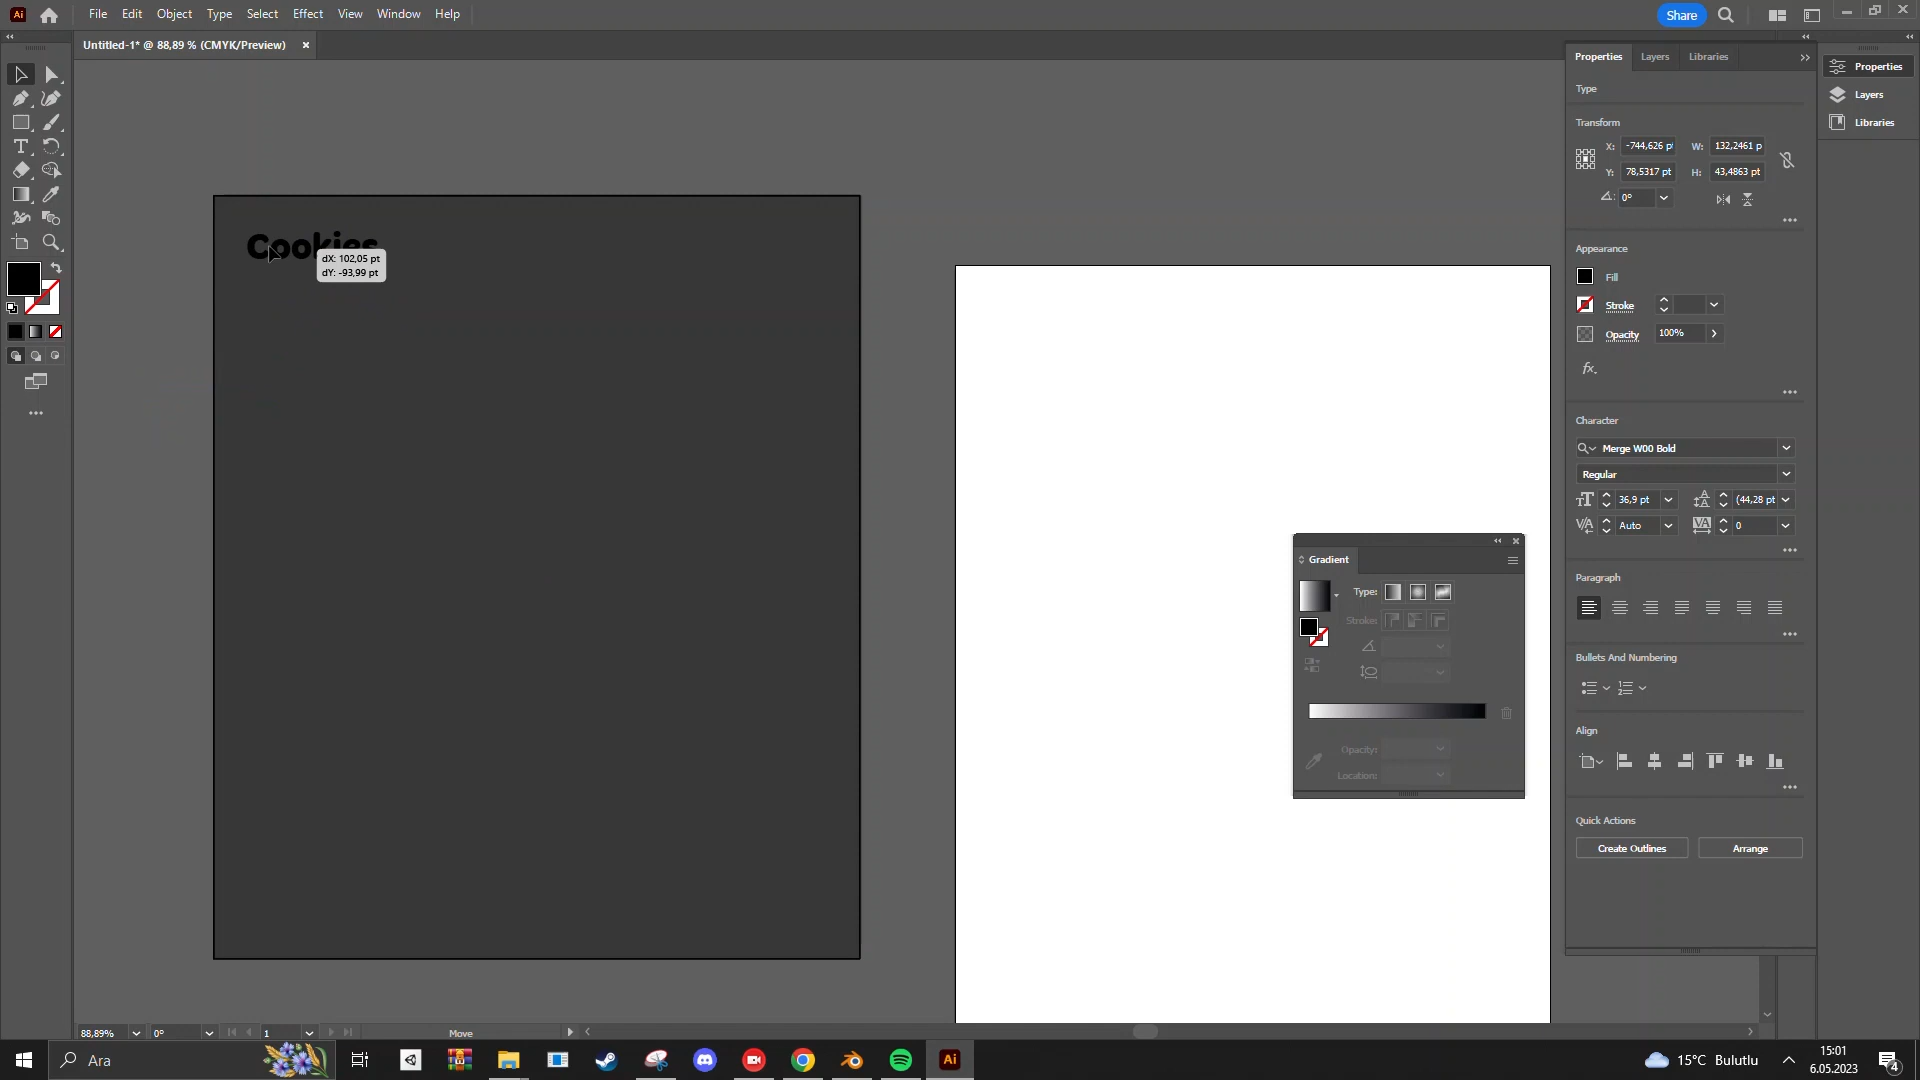 File Edit Object Type Select Effect View Window Help
Share
Untitled-1* @ 88,89 % (CMYK/Preview)
Cookies
dX: 102,05 pt
dY: -93,99 pt
Gradient
Type:
Stroke:
Opacity:
Location:
Properties Layers Libraries
Type
Transform
X: -744,626 pt W: 132,2461 p
Y: 78,5317 pt H: 43,4863 pt
0°
Appearance
Fill
Stroke
Opacity 100%
fx.
Character
Merge W00 Bold
Regular
36,9 pt (44,28 pt
Auto 0
Paragraph
Bullets And Numbering
Align
Quick Actions
Create Outlines Arrange
Properties
Layers
Libraries
88,89% 0° 1 Move
Ara
Ai
15°C Bulutlu
15:01
6.05.2023
4